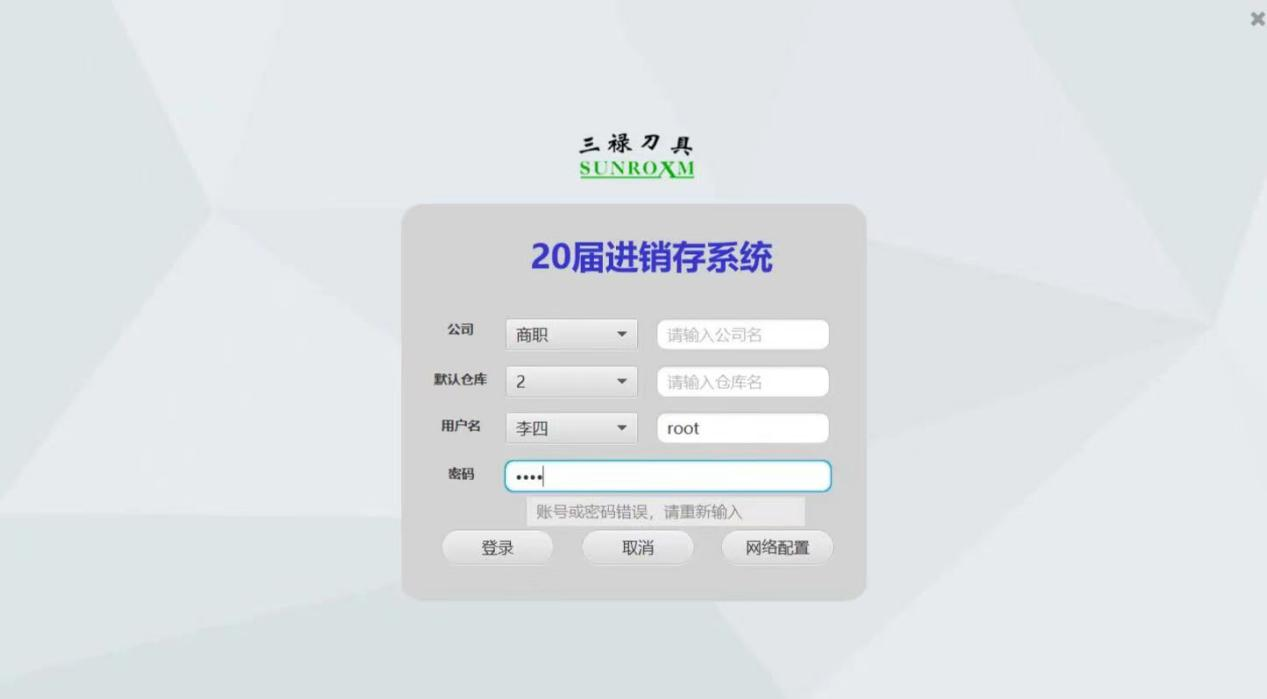 三禄刀具
SUNROXM
20届进销存系统
公司 商职 请输入公司名
默认仓库 2 请输入仓库名
用户名 李四 root
密码 ••••
账号或密码错误，请重新输入
登录 取消 网络配置